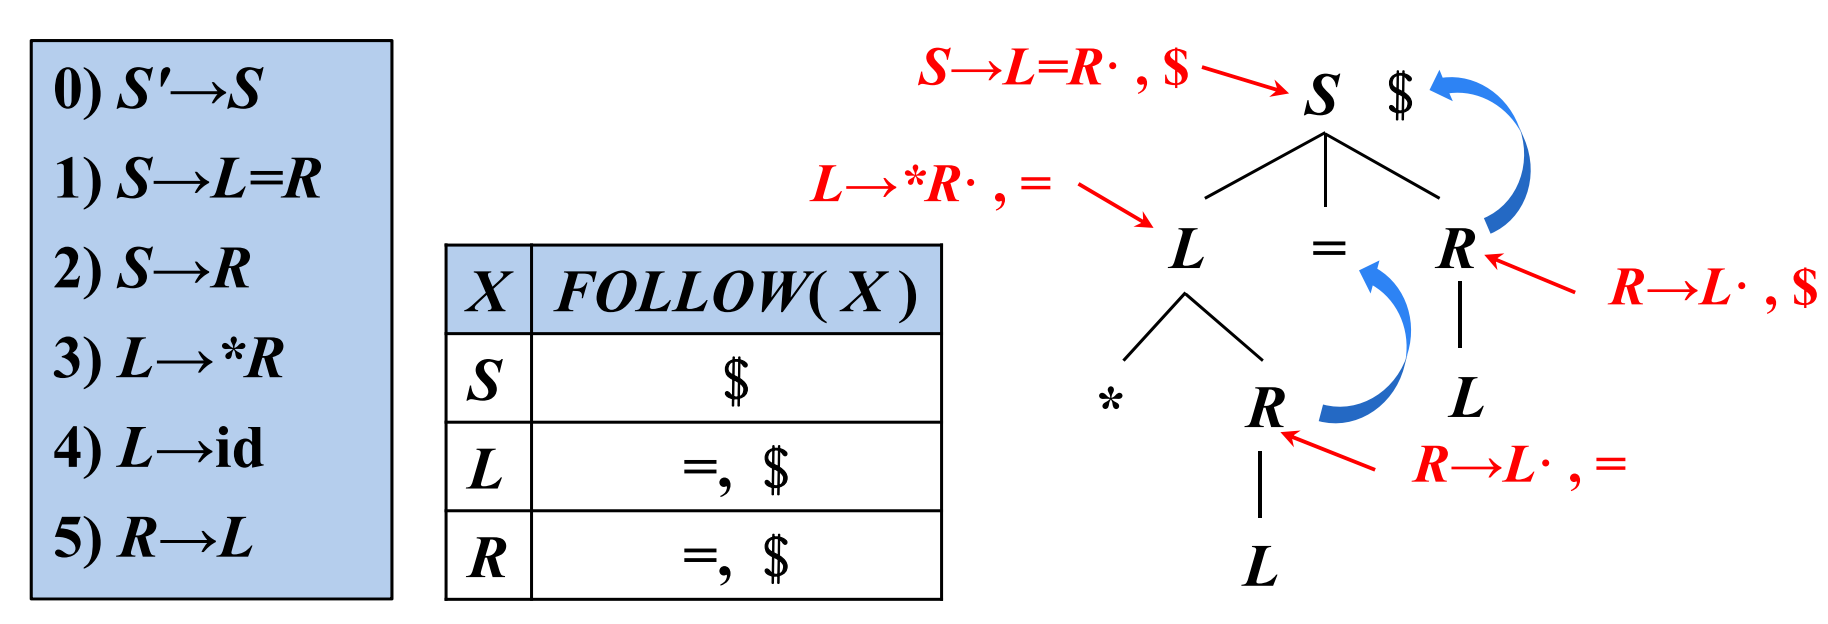 0) S'→S
1) S→L=R
2) S→R
3) L→*R
4) L→id
5) R→L
X FOLLOW( X )
S $
L =, $
R =, $
S→L=R· , $
S $
L→*R· , =
L = R
R→L· , $
* R L
R→L· , =
L